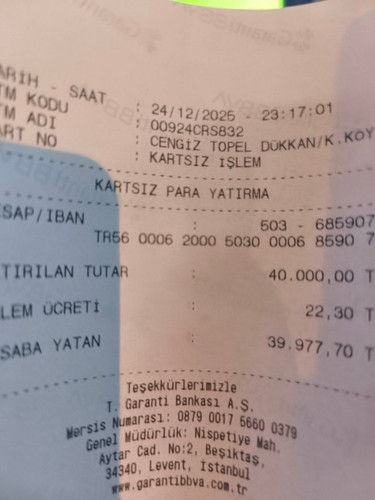 ARİH - SAAT : 24/12/2025 - 23:17:01
TM KODU : 00924CRS832
TM ADI : CENGİZ TOPEL DÜKKAN/K.KÖY
ART NO : KARTSIZ İŞLEM
KARTSIZ PARA YATIRMA
SAP/IBAN : 503 - 685907
TR56 0006 2000 5030 0006 8590 7
TIRILAN TUTAR : 40.000,00 T
LEM ÜCRETİ : 22,30 T
SABA YATAN : 39.977,70 T
Teşekkürlerimizle
T. Garanti Bankası A.Ş.
Mersis Numarası: 0879 0017 5660 0379
Genel Müdürlük: Nispetiye Mah.
Aytar Cad. No:2, Beşiktaş,
34340, Levent, İstanbul
www.garantibbva.com.tr